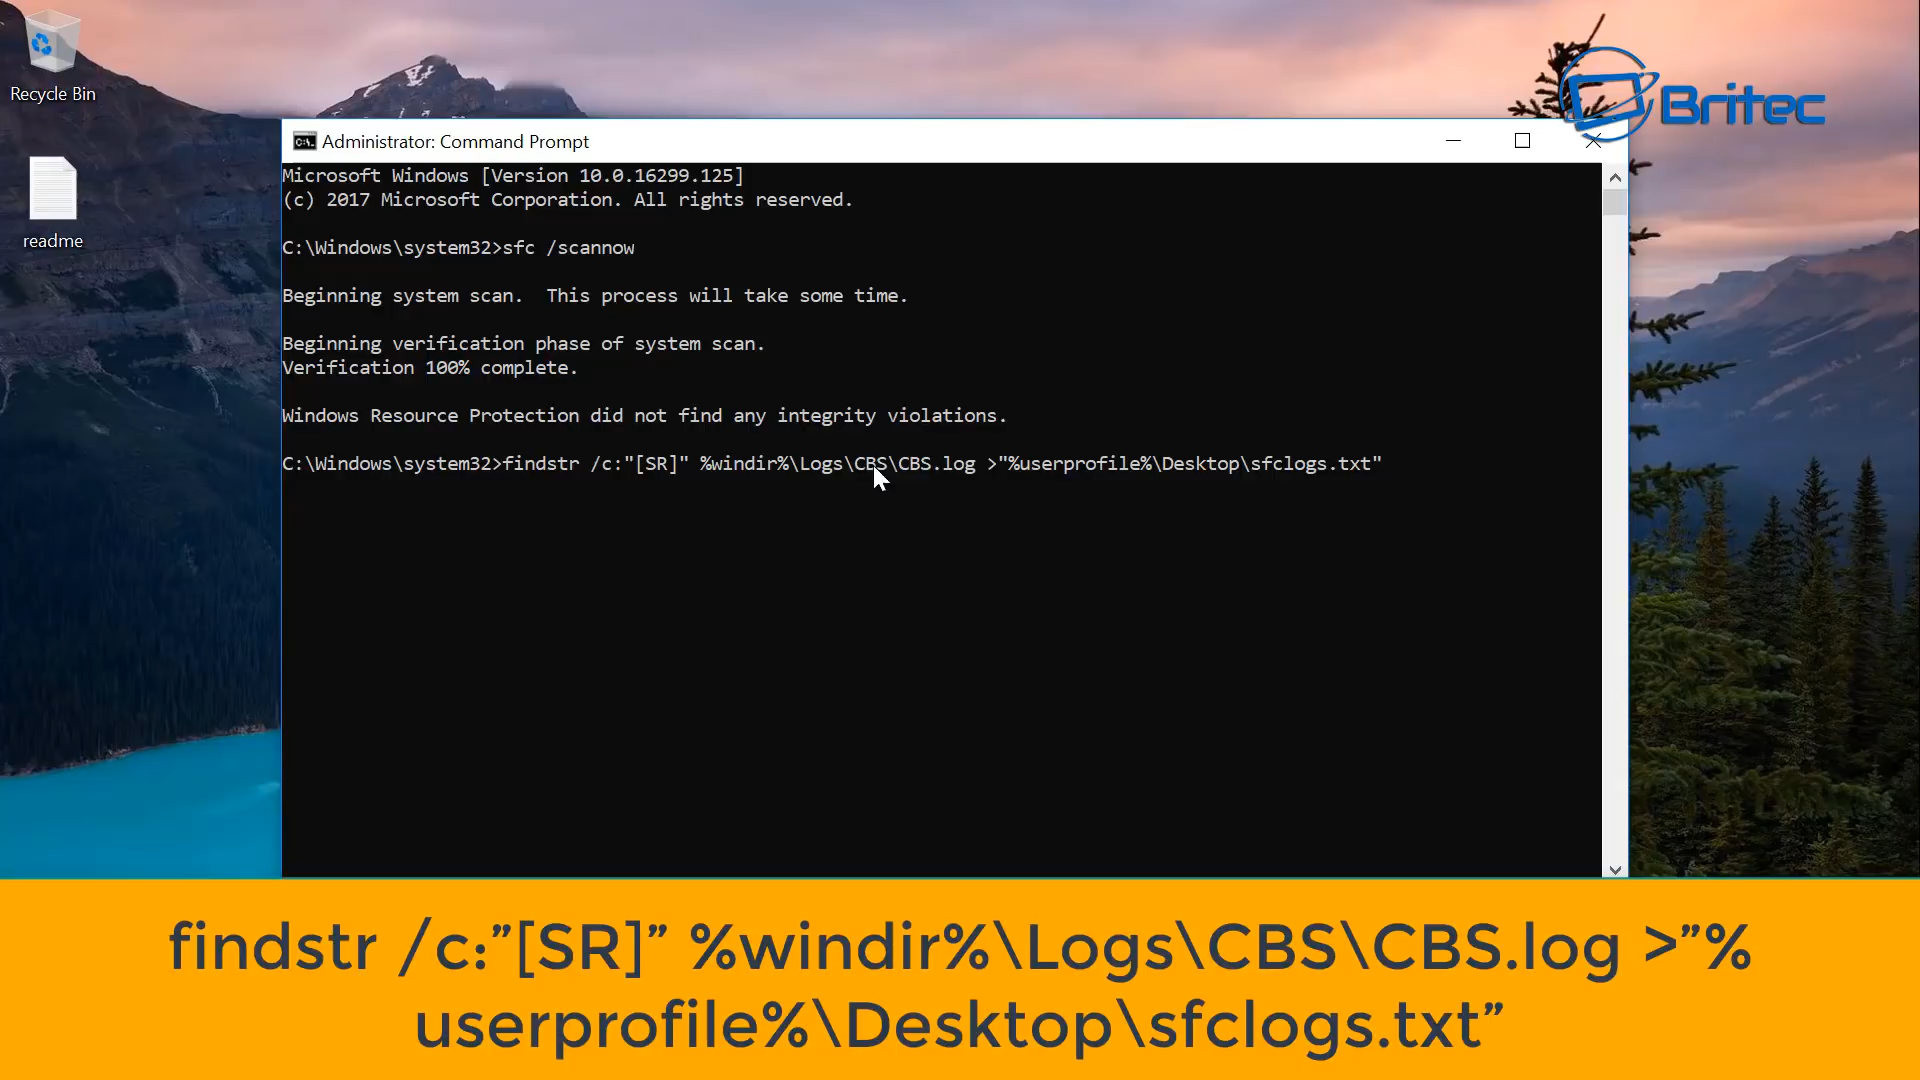 Recycle Bin
readme
Britec
Administrator: Command Prompt
Microsoft Windows [Version 10.0.16299.125]
(c) 2017 Microsoft Corporation. All rights reserved.
C:\Windows\system32>sfc /scannow
Beginning system scan.  This process will take some time.
Beginning verification phase of system scan.
Verification 100% complete.
Windows Resource Protection did not find any integrity violations.
C:\Windows\system32>findstr /c:"[SR]" %windir%\Logs\CBS\CBS.log >"%userprofile%\Desktop\sfclogs.txt"
findstr /c:”[SR]” %windir%\Logs\CBS\CBS.log >”%
userprofile%\Desktop\sfclogs.txt”